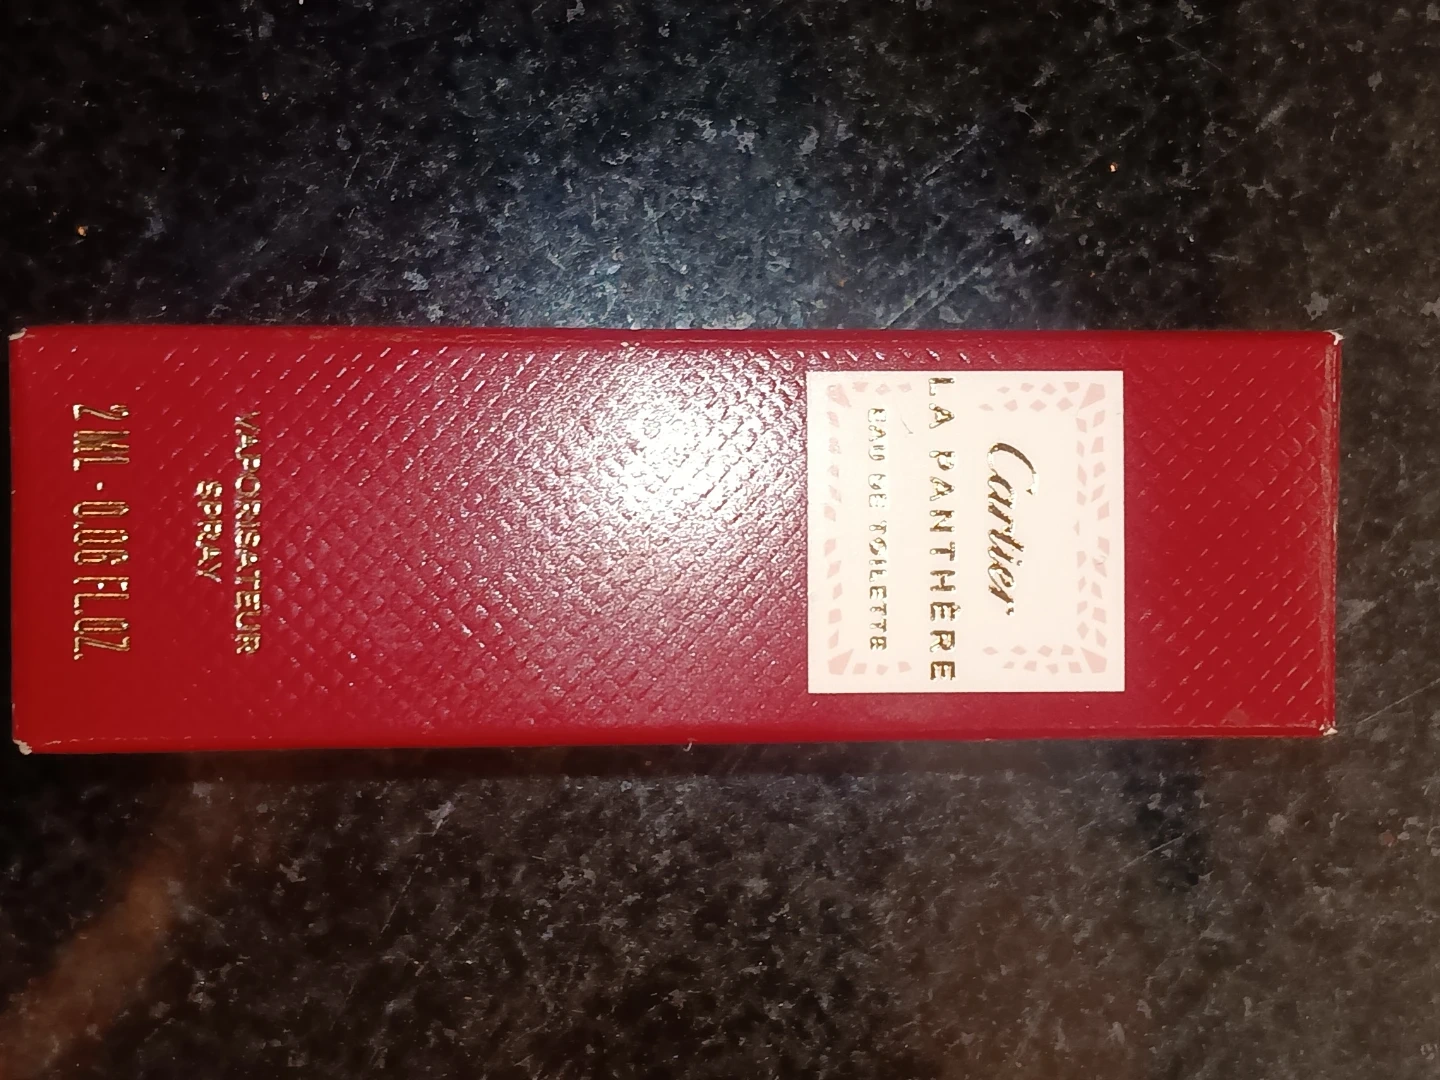 Cartier
LA PANTHÈRE
EAU DE TOILETTE
VAPORISATEUR
SPRAY
2 ML - 0.06 FL.OZ.